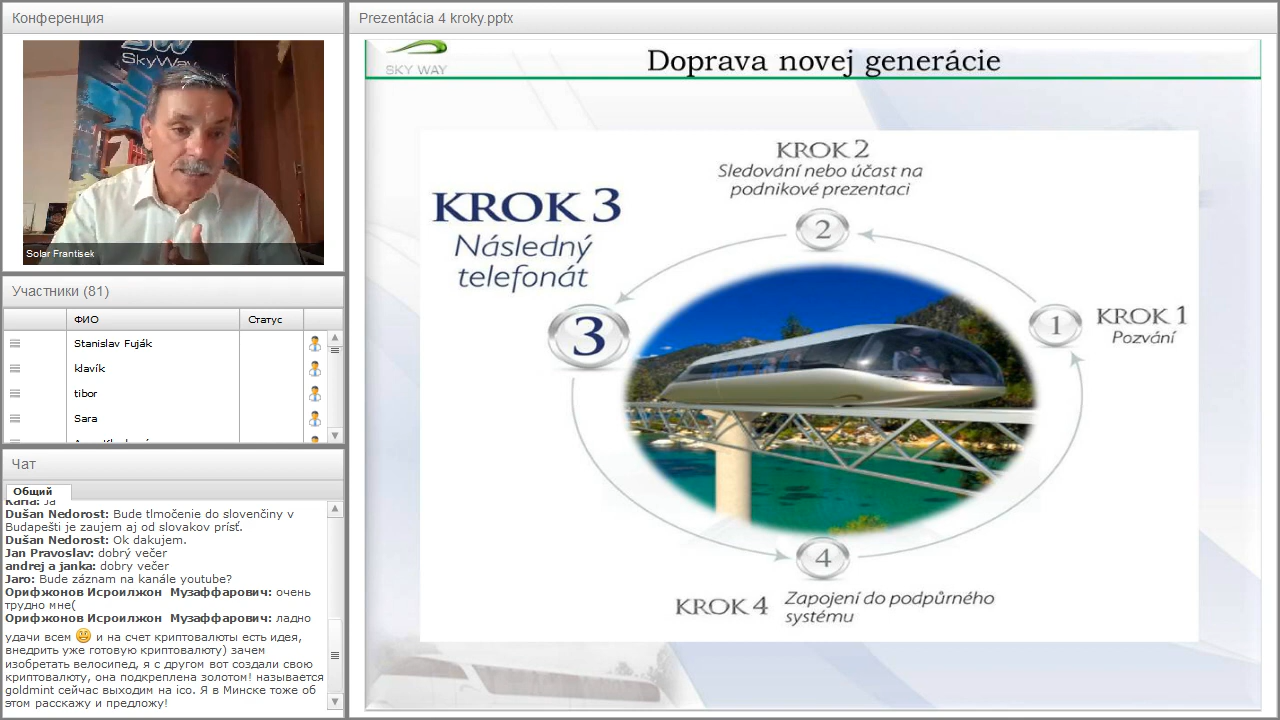 Конференция
SW
SkyWay
Solar Frantisek
Участники (81)
ФИО
Статус
Stanislav Fuják
klavík
tibor
Sara
Чат
Общий
Dušan Nedorost: Bude tlmočenie do slovenčiny v
Budapešti je zaujem aj od slovakov prísť.
Dušan Nedorost: Ok dakujem.
Jan Pravoslav: dobrý večer
andrej a janka: dobrý večer
Jaro: Bude záznam na kanále youtube?
Орифжонов Исроилжон Музаффарович: очень
трудно мне(
Орифжонов Исроилжон Музаффарович: ладно
удачи всем и на счет криптовалюты есть идея,
внедрить уже готовую криптовалюту) зачем
изобретать велосипед, я с другом вот создали свою
криптовалюту, она подкреплена золотом! называется
goldmint сейчас выходим на ico. Я в Минске тоже об
этом расскажу и предложу!
Prezentácia 4 kroky.pptx
SKY WAY
Doprava novej generácie
KROK 2
Sledování nebo účast na
podnikové prezentaci
2
KROK 3
Následný
telefonát
3
1
KROK 1
Pozvání
4
KROK 4
Zapojení do podpůrného
systému